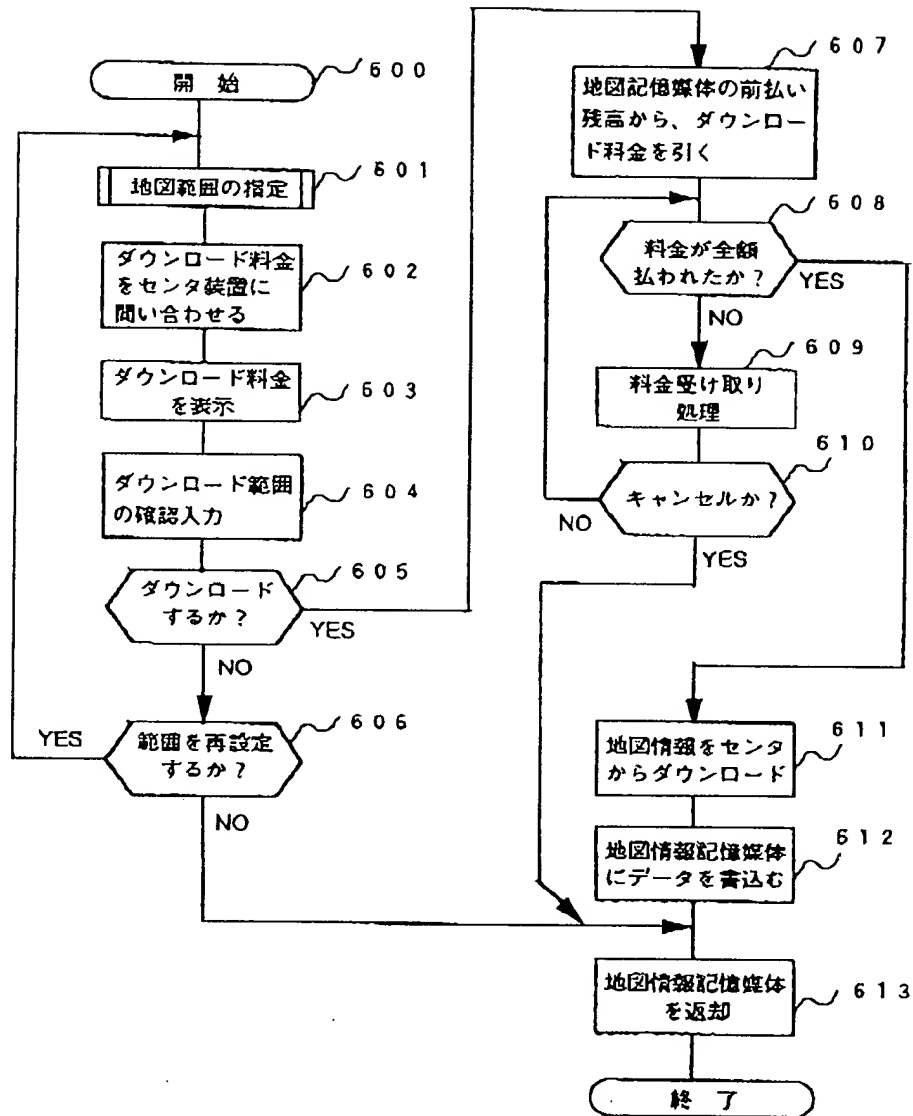 開 始
600
地図範囲の指定
601
ダウンロード料金
をセンタ装置に
問い合わせる
602
ダウンロード料金
を表示
603
ダウンロード範囲
の確認入力
604
ダウンロード
するか?
605
YES
NO
範囲を再設定
するか?
606
YES
NO
地図記憶媒体の前払い
残高から、ダウンロー
ド料金を引く
607
料金が全額
払われたか?
608
YES
NO
料金受け取り
処理
609
キャンセルか?
610
NO
YES
地図情報をセンタ
からダウンロード
611
地図情報記憶媒体
にデータを書込む
612
地図情報記憶媒体
を返却
613
終 了